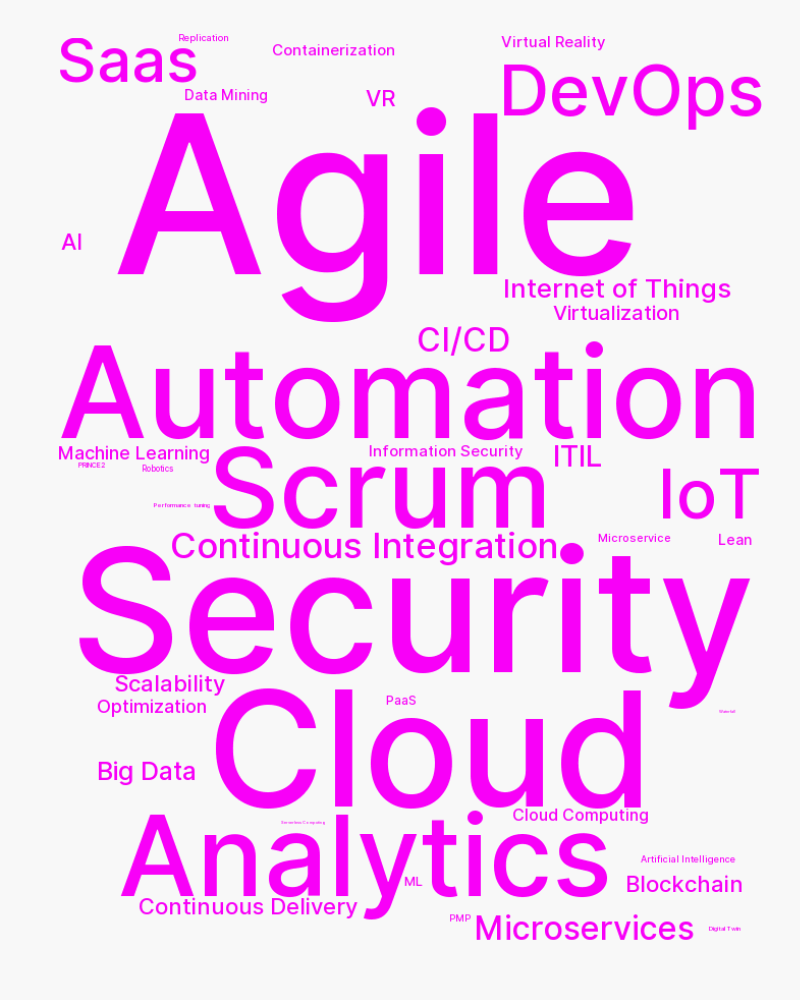 Replication
Saas
Containerization
Virtual Reality
DevOps
Data Mining
VR
Agile
AI
Internet of Things
Virtualization
CI/CD
Automation
Machine Learning
Information Security
ITIL
PRINCE2
Robotics
Scrum
IoT
Performance tuning
Continuous Integration
Microservice
Lean
Security
Scalability
Optimization
PaaS
Cloud
Big Data
Cloud Computing
Analytics
Artificial Intelligence
ML
Blockchain
Continuous Delivery
PMP
Microservices
Digital Twin